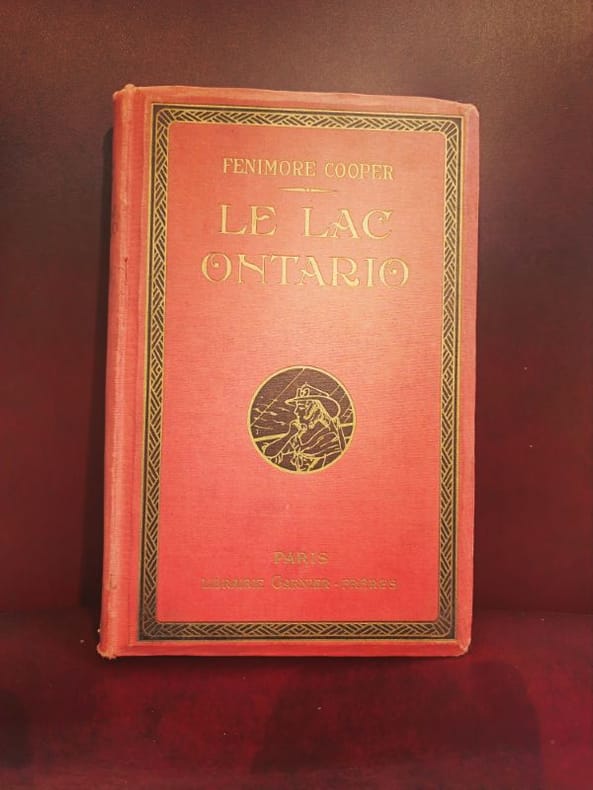 FENIMORE COOPER
LE LAC
ONTARIO
PARIS
LIBRAIRIE GARNIER-FRÈRES